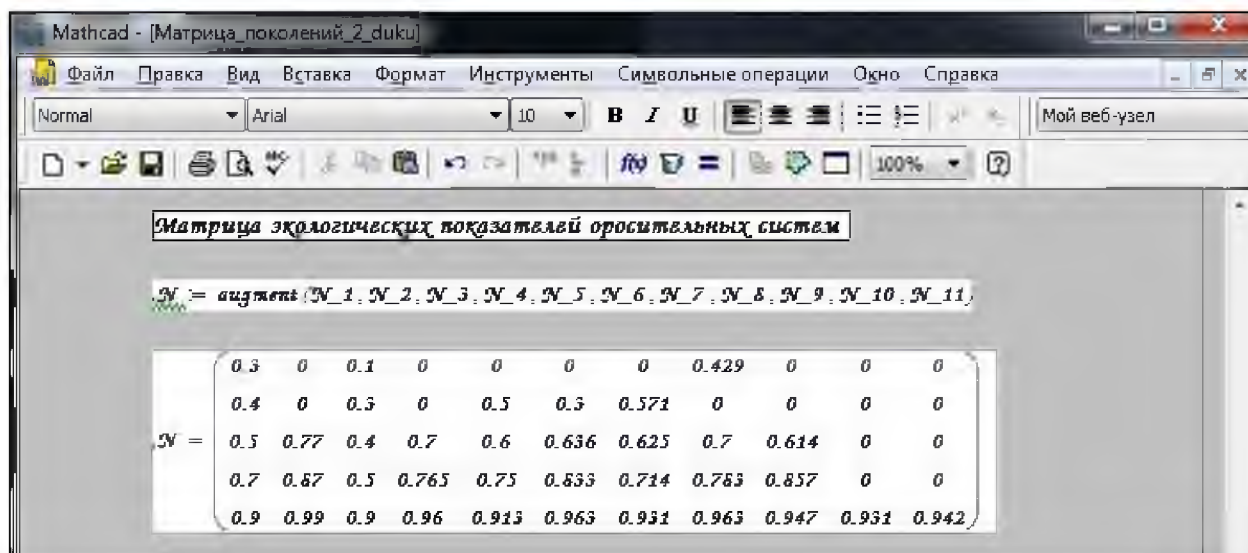 Mathcad - [Матрица_поколений_2_duku]
Файл Правка Вид Вставка Формат Инструменты Символьные операции Окно Справка
Normal Arial 10 B I U Мой веб-узел
f(x) = 100%
Матрица экологических показателей оросительных систем
N := augment(N_1, N_2, N_3, N_4, N_5, N_6, N_7, N_8, N_9, N_10, N_11)
0.3 0 0.1 0 0 0 0 0.429 0 0 0
0.4 0 0.3 0 0.5 0.3 0.571 0 0 0 0
N = 0.5 0.77 0.4 0.7 0.6 0.636 0.625 0.7 0.614 0 0
0.7 0.87 0.5 0.765 0.75 0.833 0.714 0.783 0.857 0 0
0.9 0.99 0.9 0.96 0.913 0.963 0.931 0.963 0.947 0.931 0.942